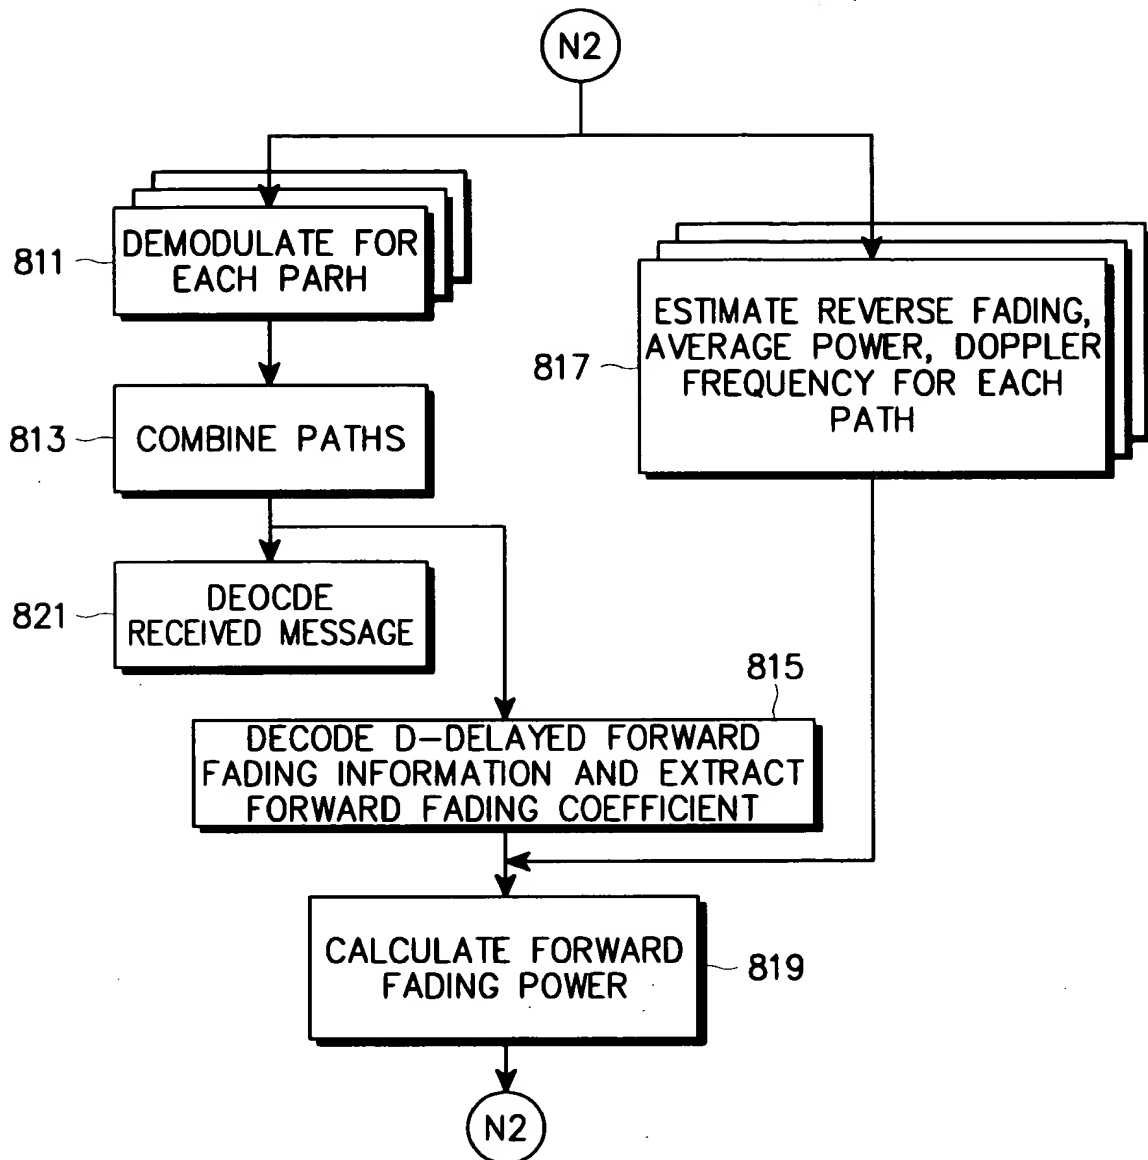 N2
811
DEMODULATE FOR
EACH PARH
817
ESTIMATE REVERSE FADING,
AVERAGE POWER, DOPPLER
FREQUENCY FOR EACH
PATH
813
COMBINE PATHS
821
DEOCDE
RECEIVED MESSAGE
815
DECODE D-DELAYED FORWARD
FADING INFORMATION AND EXTRACT
FORWARD FADING COEFFICIENT
CALCULATE FORWARD
FADING POWER
819
N2